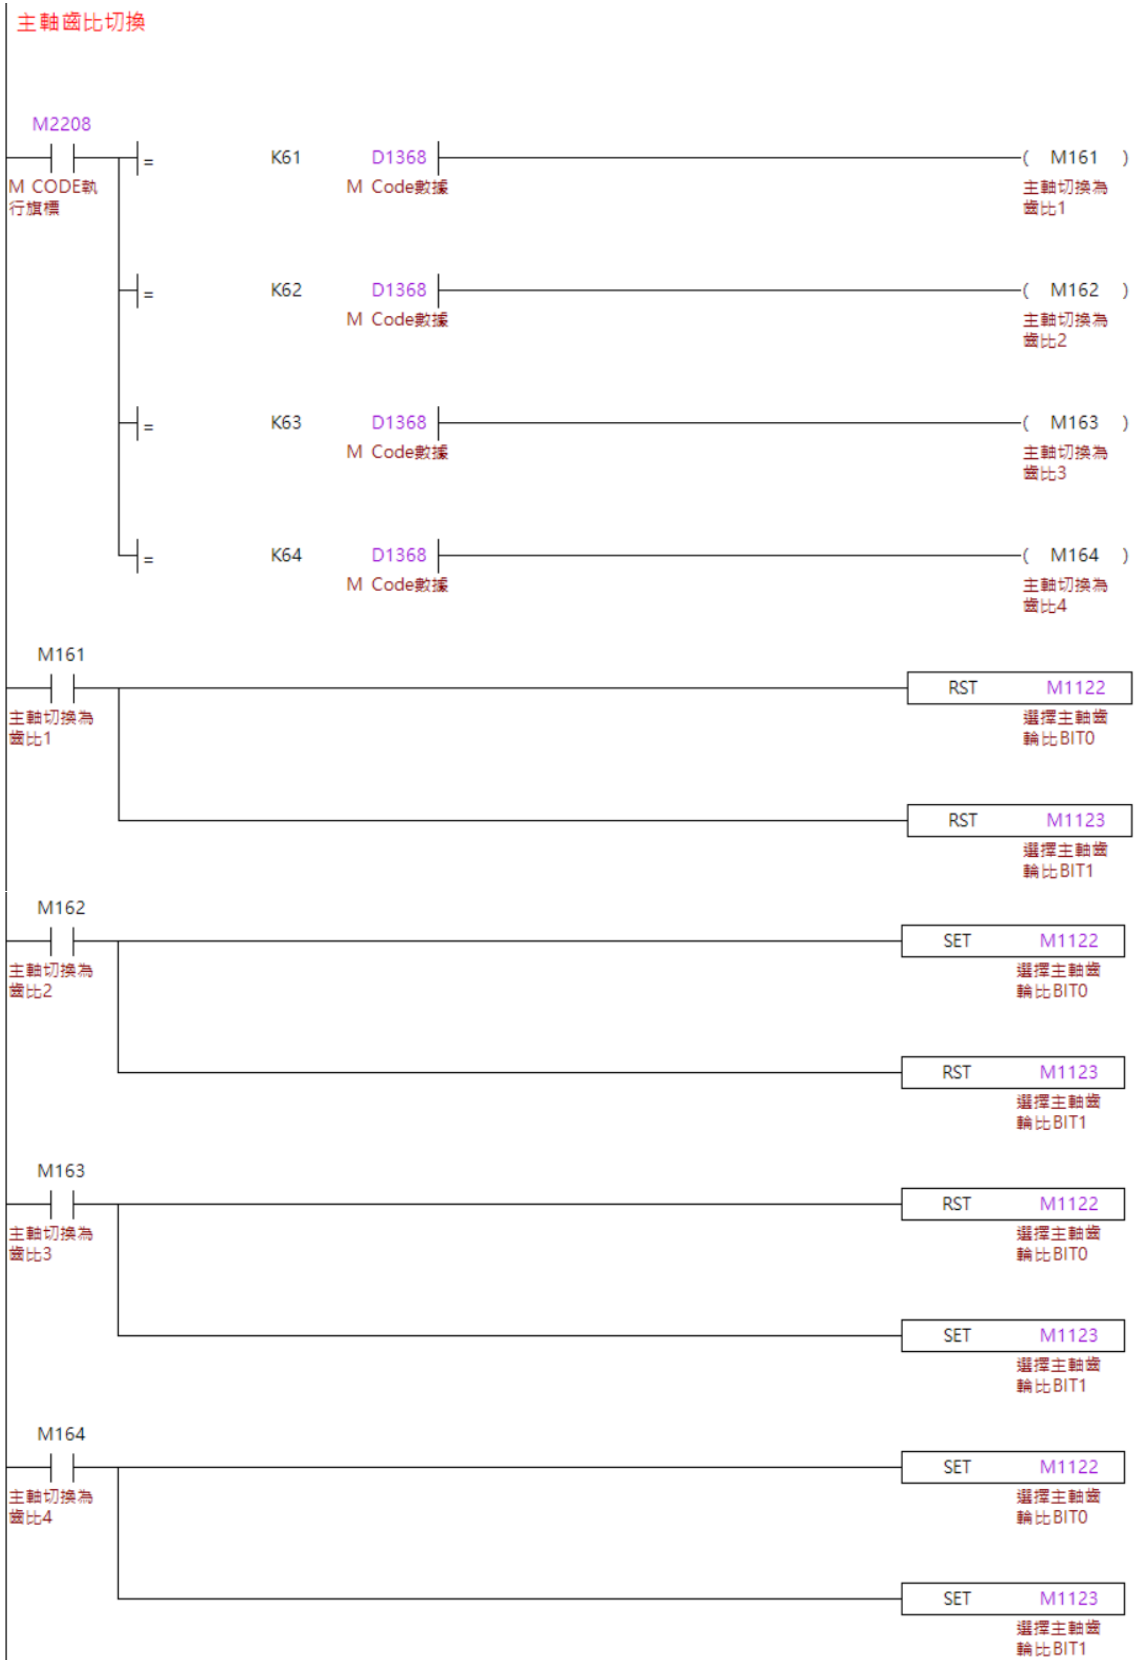 主軸齒比切換
M2208
= K61 D1368 ( M161 )
M CODE執 M Code數據 主軸切換為
行旗標 齒比1
= K62 D1368 ( M162 )
M Code數據 主軸切換為
齒比2
= K63 D1368 ( M163 )
M Code數據 主軸切換為
齒比3
= K64 D1368 ( M164 )
M Code數據 主軸切換為
齒比4
M161
RST M1122
主軸切換為 選擇主軸齒
齒比1 輪比BIT0
RST M1123
選擇主軸齒
輪比BIT1
M162
SET M1122
主軸切換為 選擇主軸齒
齒比2 輪比BIT0
RST M1123
選擇主軸齒
輪比BIT1
M163
RST M1122
主軸切換為 選擇主軸齒
齒比3 輪比BIT0
SET M1123
選擇主軸齒
輪比BIT1
M164
SET M1122
主軸切換為 選擇主軸齒
齒比4 輪比BIT0
SET M1123
選擇主軸齒
輪比BIT1